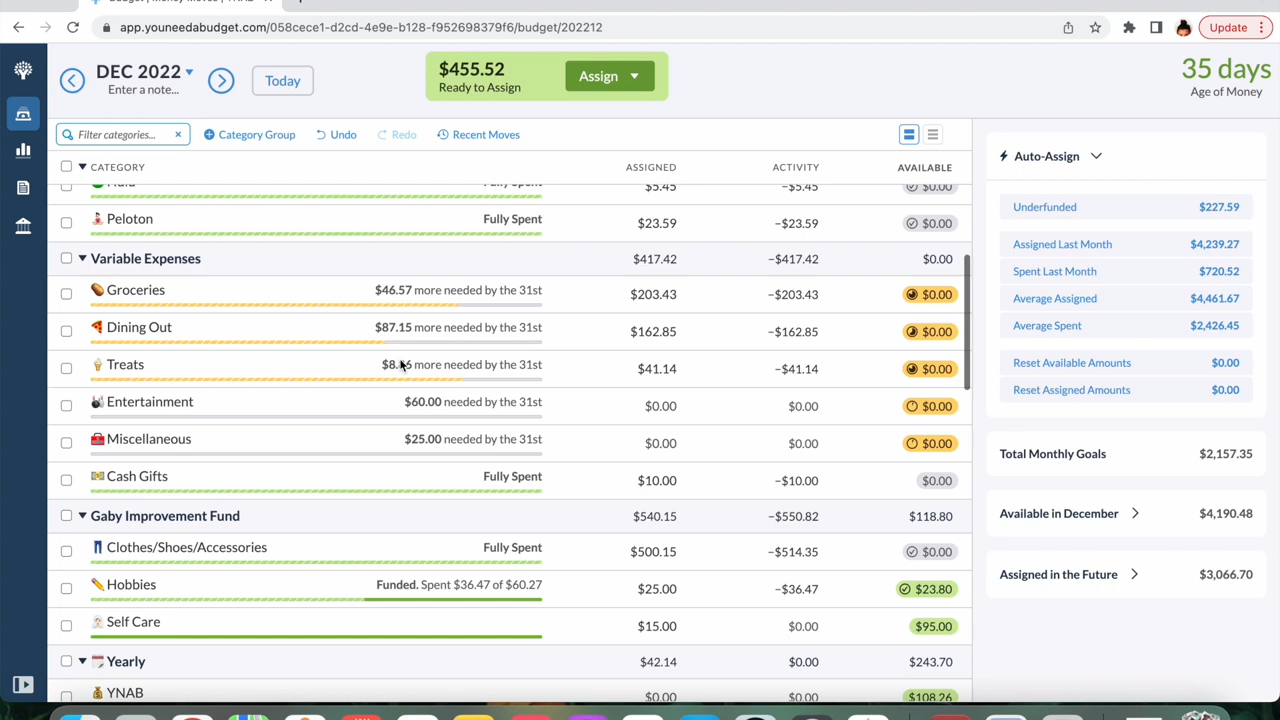 app.youneedabudget.com/058cece1-d2cd-4e9e-b128-f952698379f6/budget/202212
Update
DEC 2022
Enter a note...
Today
$455.52
Ready to Assign
Assign
35 days
Age of Money
Filter categories...
Category Group
Undo
Redo
Recent Moves
CATEGORY ASSIGNED ACTIVITY AVAILABLE
Fully Spent $5.45 −$5.45 $0.00
Peloton Fully Spent $23.59 −$23.59 $0.00
Variable Expenses $417.42 −$417.42 $0.00
Groceries $46.57 more needed by the 31st $203.43 −$203.43 $0.00
Dining Out $87.15 more needed by the 31st $162.85 −$162.85 $0.00
Treats more needed by the 31st $41.14 −$41.14 $0.00
Entertainment $60.00 needed by the 31st $0.00 $0.00 $0.00
Miscellaneous $25.00 needed by the 31st $0.00 $0.00 $0.00
Cash Gifts Fully Spent $10.00 −$10.00 $0.00
Gaby Improvement Fund $540.15 −$550.82 $118.80
Clothes/Shoes/Accessories Fully Spent $500.15 −$514.35 $0.00
Hobbies Funded. Spent $36.47 of $60.27 $25.00 −$36.47 $23.80
Self Care $15.00 $0.00 $95.00
Yearly $42.14 $0.00 $243.70
YNAB $0.00 $0.00 $108.26
Auto-Assign
Underfunded $227.59
Assigned Last Month $4,239.27
Spent Last Month $720.52
Average Assigned $4,461.67
Average Spent $2,426.45
Reset Available Amounts $0.00
Reset Assigned Amounts $0.00
Total Monthly Goals $2,157.35
Available in December $4,190.48
Assigned in the Future $3,066.70